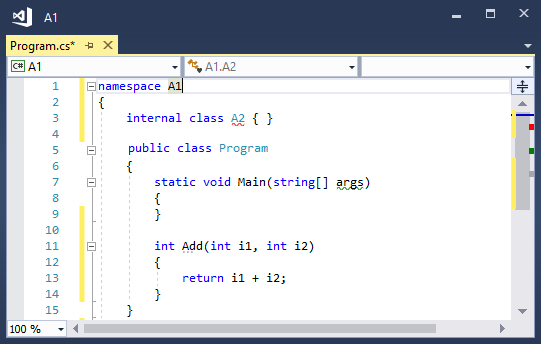 A1
Program.cs*
C# A1
A1.A2
1 namespace A1
2 {
3 internal class A2 { }
4
5 public class Program
6 {
7 static void Main(string[] args)
8 {
9 }
10
11 int Add(int i1, int i2)
12 {
13 return i1 + i2;
14 }
15 }
100 %